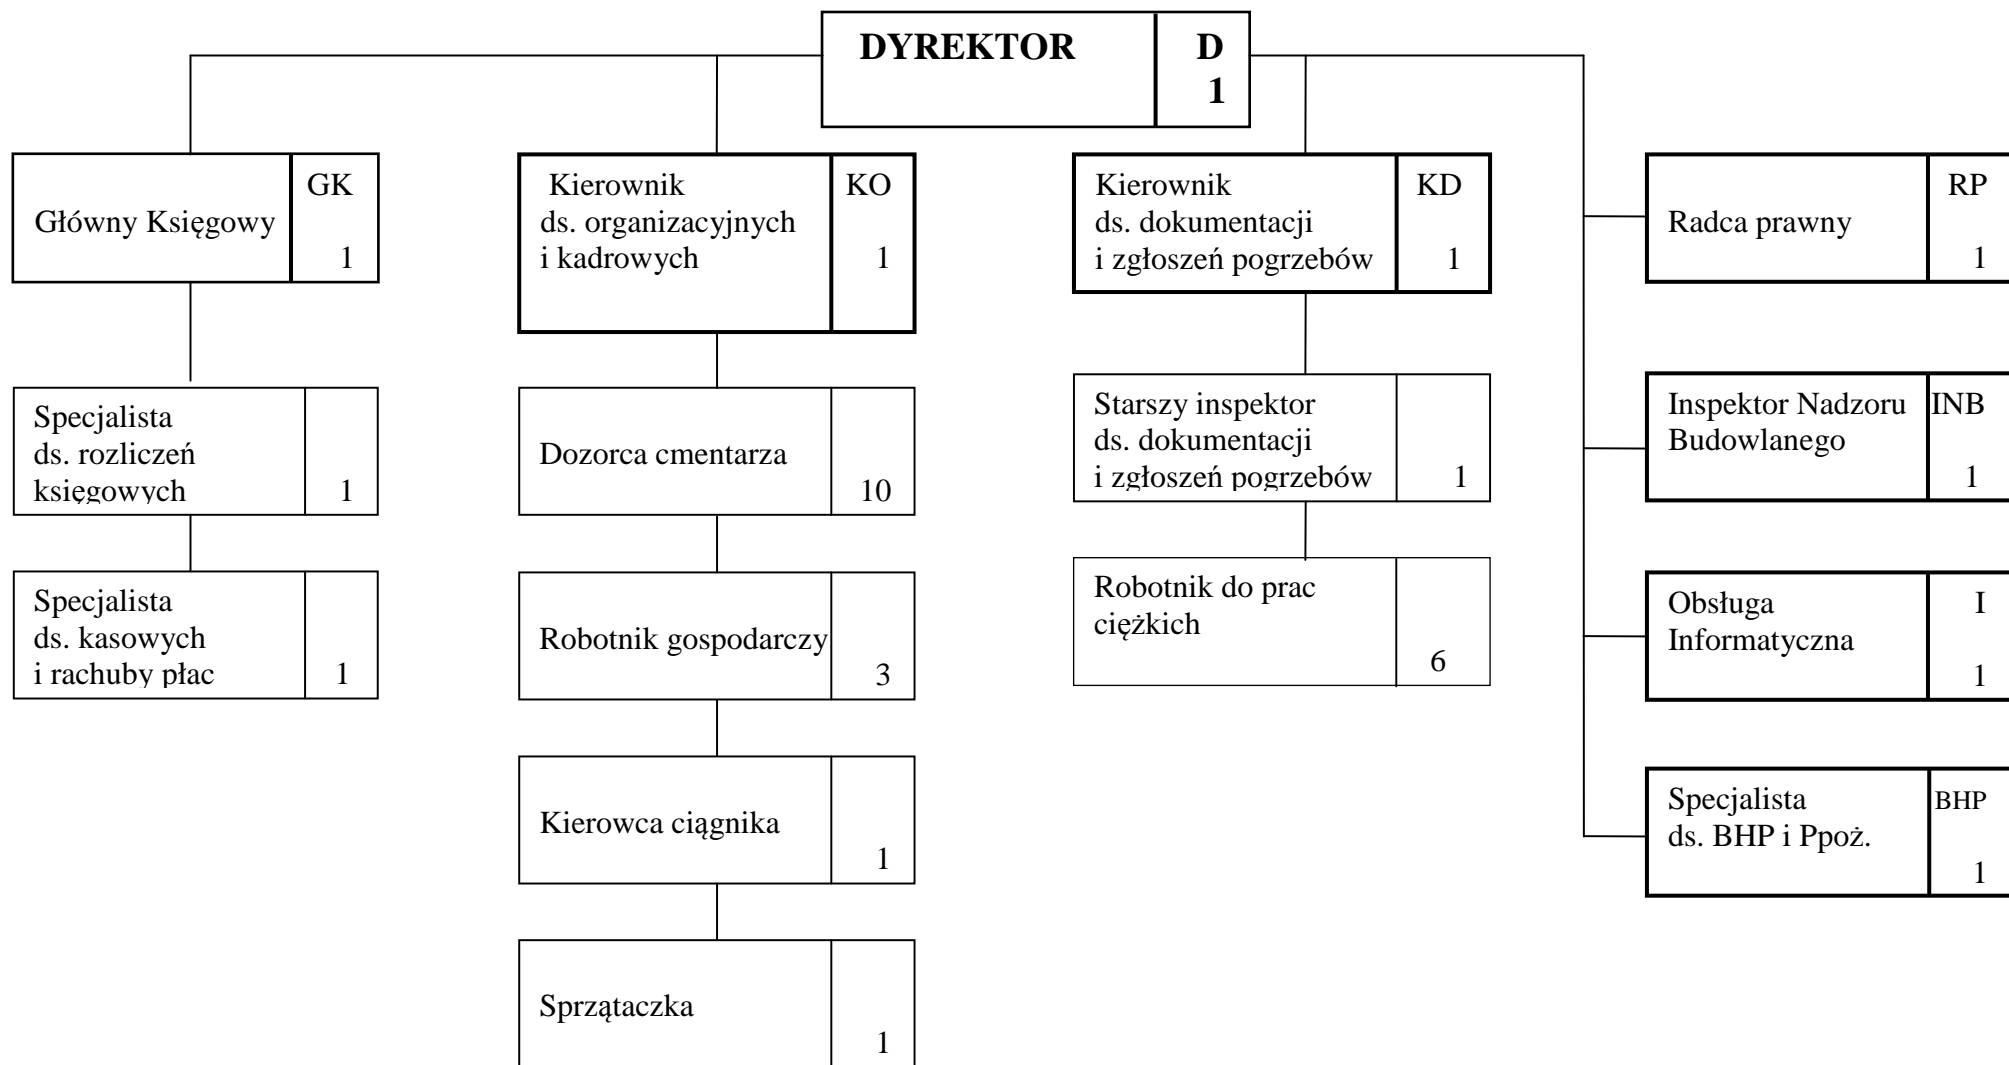 DYREKTOR D
1
Główny Księgowy
GK
1
Kierownik
ds. organizacyjnych
i kadrowych
KO
1
Kierownik
ds. dokumentacji
i zgłoszeń pogrzebów
KD
1
Radca prawny
RP
1
Specjalista
ds. rozliczeń
księgowych
1
Dozorca cmentarza
10
Starszy inspektor
ds. dokumentacji
i zgłoszeń pogrzebów
1
Inspektor Nadzoru
Budowlanego
INB
1
Specjalista
ds. kasowych
i rachuby płac
1
Robotnik gospodarczy
3
Robotnik do prac
ciężkich
6
Obsługa
Informatyczna
I
1
Kierowca ciągnika
1
Specjalista
ds. BHP i Ppoż.
BHP
1
Sprzątaczka
1